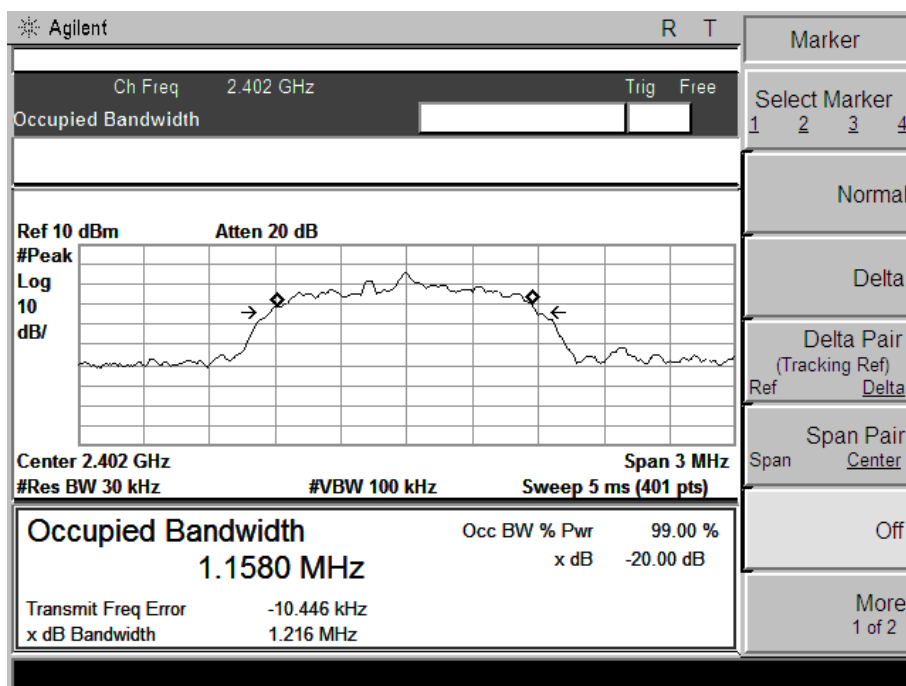 Agilent R T
Ch Freq 2.402 GHz Trig Free
Occupied Bandwidth
Ref 10 dBm Atten 20 dB
#Peak
Log
10
dB/
Center 2.402 GHz Span 3 MHz
#Res BW 30 kHz #VBW 100 kHz Sweep 5 ms (401 pts)
Occupied Bandwidth
1.1580 MHz
Occ BW % Pwr 99.00 %
x dB -20.00 dB
Transmit Freq Error -10.446 kHz
x dB Bandwidth 1.216 MHz
Marker
Select Marker
1 2 3 4
Normal
Delta
Delta Pair
(Tracking Ref)
Ref Delta
Span Pair
Span Center
Off
More
1 of 2